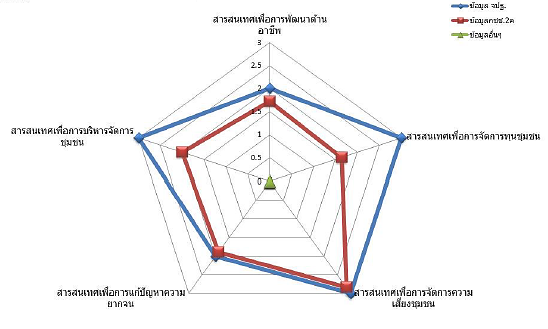 สารสนเทศเพื่อการพัฒนาด้าน
อาชีพ
ข้อมูล จปฐ.
ข้อมูลกชช.2ค
ข้อมูลอื่นๆ
3
2.5
2
1.5
1
0.5
0
สารสนเทศเพื่อการบริหารจัดการ
ชุมชน
สารสนเทศเพื่อการจัดการทุนชุมชน
สารสนเทศเพื่อการแก้ปัญหาความ
ยากจน
สารสนเทศเพื่อการจัดการความ
เสี่ยงชุมชน